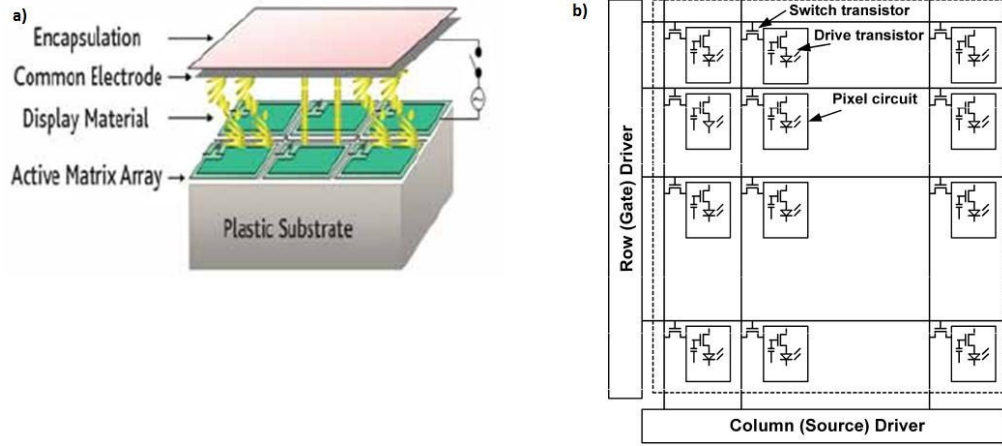 a)
Encapsulation
Common Electrode
Display Material
Active Matrix Array
Plastic Substrate
b)
Switch transistor
Drive transistor
Pixel circuit
Row (Gate) Driver
Column (Source) Driver